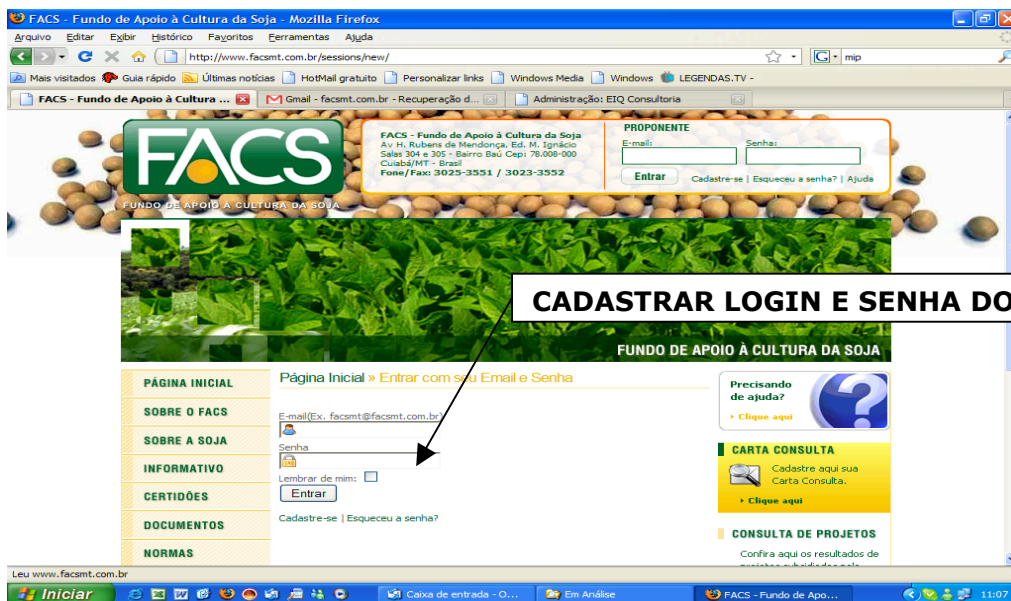 FACS - Fundo de Apoio à Cultura da Soja - Mozilla Firefox
Arquivo Editar Exibir Histórico Favoritos Ferramentas Ajuda
http://www.facsmt.com.br/sessions/new/
mip
Mais visitados Guia rápido Últimas notícias HotMail gratuito Personalizar links Windows Media Windows LEGENDAS.TV -
FACS - Fundo de Apoio à Cultura ... Gmail - facsmt.com.br - Recuperação d... Administração: EIQ Consultoria
FACS
FUNDO DE APOIO À CULTURA DA SOJA
FACS - Fundo de Apoio à Cultura da Soja
Av H. Rubens de Mendonça, Ed. M. Ignácio
Salas 304 e 305 - Bairro Baú Cep: 78.008-000
Cuiabá/MT - Brasil
Fone/Fax: 3025-3551 / 3023-3552
PROPONENTE
E-mail: Senha:
Entrar Cadastre-se | Esqueceu a senha? | Ajuda
CADASTRAR LOGIN E SENHA DO
FUNDO DE APOIO À CULTURA DA SOJA
PÁGINA INICIAL
SOBRE O FACS
SOBRE A SOJA
INFORMATIVO
CERTIDÕES
DOCUMENTOS
NORMAS
Página Inicial » Entrar com seu Email e Senha
E-mail(Ex. facsmt@facsmt.com.br)
Senha
Lembrar de mim:
Entrar
Cadastre-se | Esqueceu a senha?
Precisando
de ajuda?
Clique aqui
CARTA CONSULTA
Cadastre aqui sua
Carta Consulta.
Clique aqui
CONSULTA DE PROJETOS
Confira aqui os resultados de
Leu www.facsmt.com.br
Iniciar Caixa de entrada - O... Em Análise FACS - Fundo de Apo... 11:07